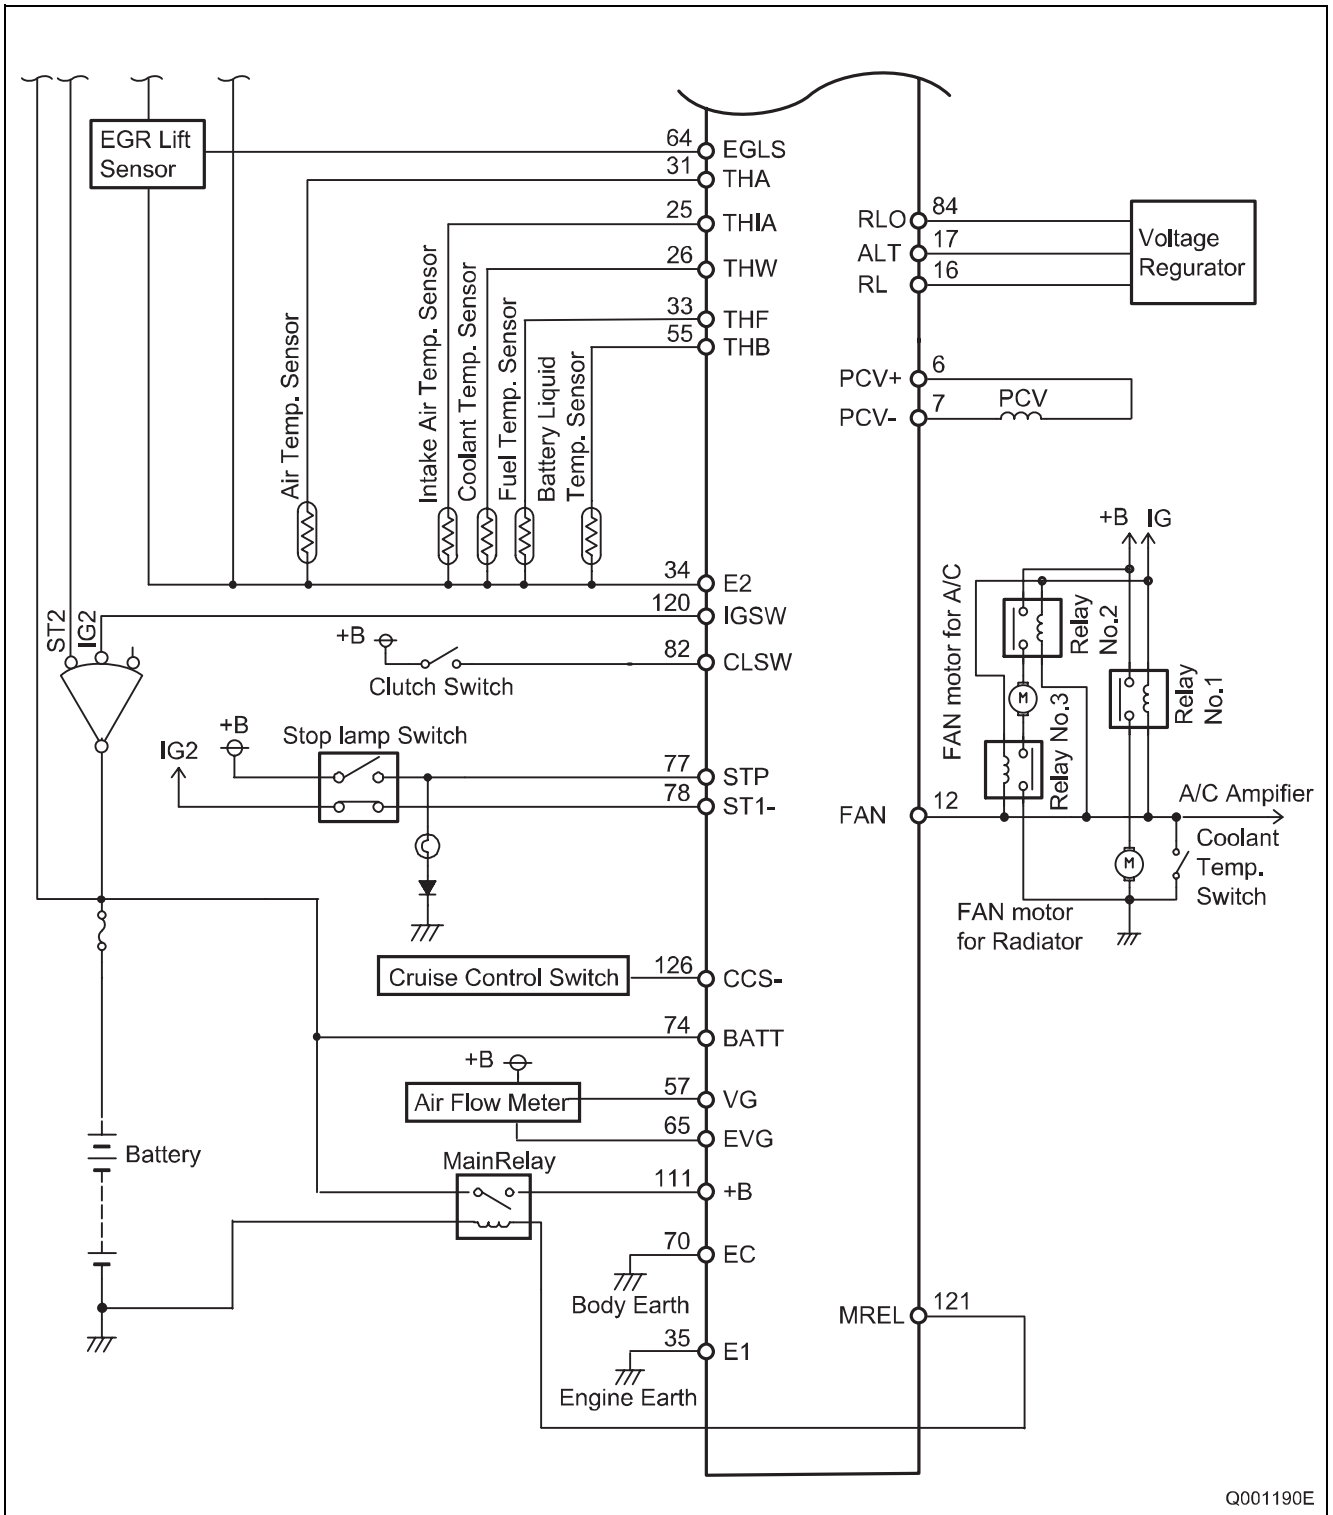 EGR Lift
Sensor
64
EGLS
31
THA
25
THIA
26
THW
33
THF
55
THB
Air Temp. Sensor
Intake Air Temp. Sensor
Coolant Temp. Sensor
Fuel Temp. Sensor
Battery Liquid
Temp. Sensor
34
E2
ST2
IG2
120
IGSW
+B
82
CLSW
Clutch Switch
+B
IG2
Stop lamp Switch
77
STP
78
ST1-
Cruise Control Switch
126
CCS-
74
BATT
+B
Air Flow Meter
57
VG
65
EVG
Battery
MainRelay
111
+B
70
EC
Body Earth
35
E1
Engine Earth
RLO
84
ALT
17
RL
16
Voltage
Regurator
PCV+
6
PCV-
7
PCV
+B
IG
FAN motor for A/C
Relay
No.2
M
Relay No.3
Relay
No.1
FAN
12
A/C Ampifier
Coolant
Temp.
Switch
M
FAN motor
for Radiator
MREL
121
Q001190E